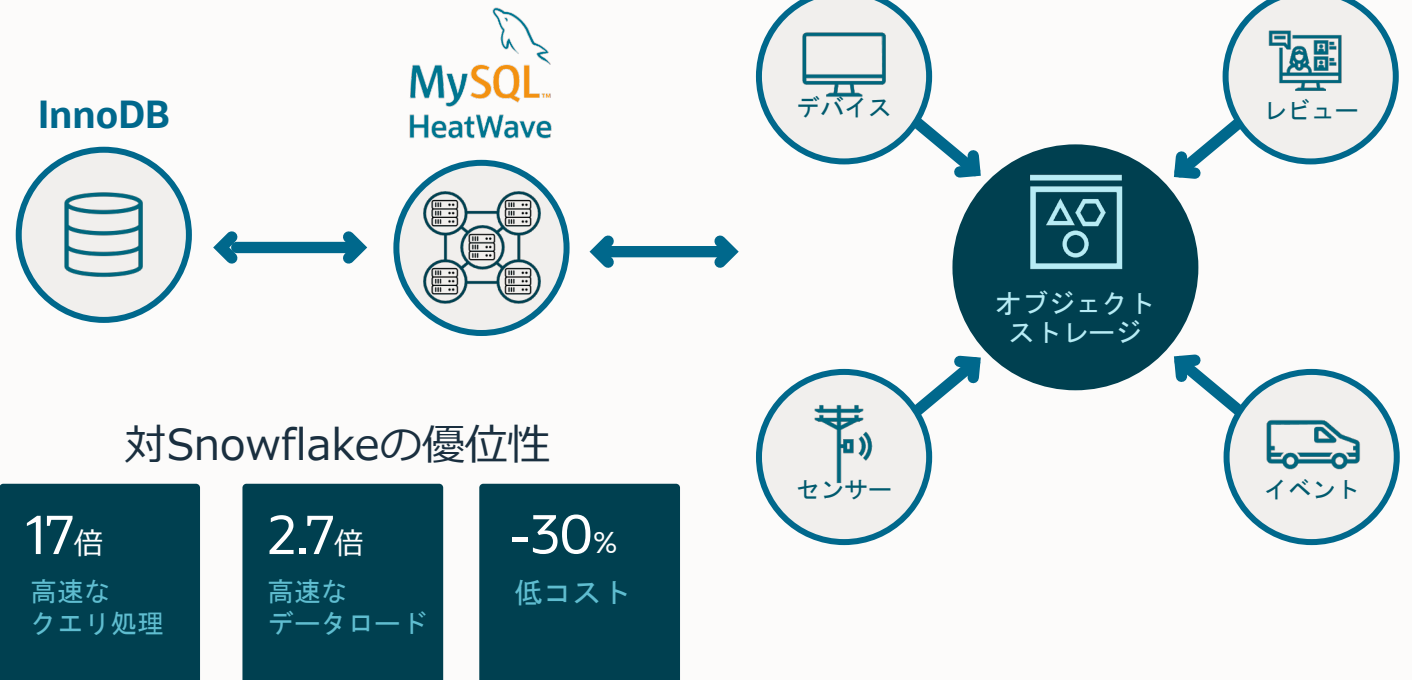 InnoDB
MySQL™
HeatWave
デバイス
レビュー
オブジェクト
ストレージ
センサー
イベント
対Snowflakeの優位性
17倍
高速な
クエリ処理
2.7倍
高速な
データロード
-30%
低コスト